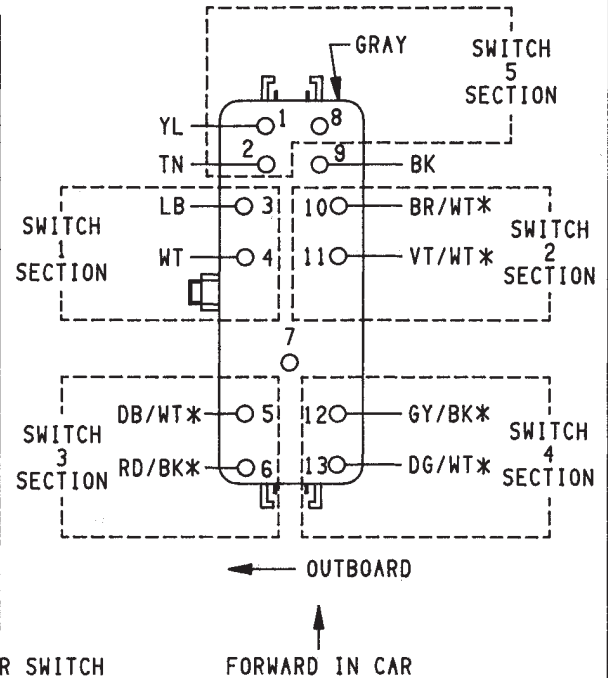 GRAY
SWITCH
5
SECTION
YL
1
8
TN
2
9
BK
LB
3
10
BR/WT*
SWITCH
1
SECTION
WT
4
11
VT/WT*
SWITCH
2
SECTION
7
DB/WT*
5
12
GY/BK*
SWITCH
3
SECTION
RD/BK*
6
13
DG/WT*
SWITCH
4
SECTION
OUTBOARD
R SWITCH
FORWARD IN CAR